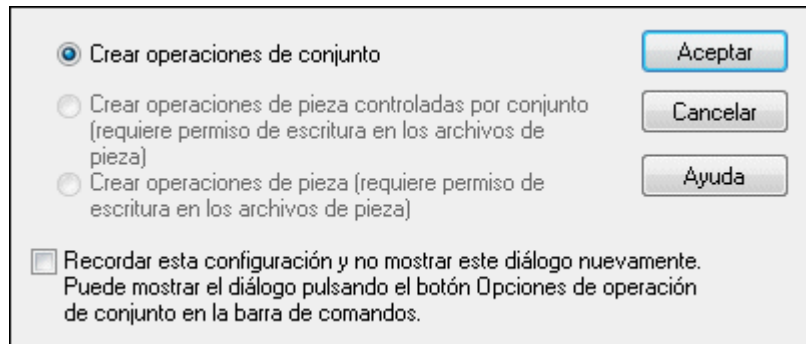 Crear operaciones de conjunto
Aceptar
Crear operaciones de pieza controladas por conjunto
(requiere permiso de escritura en los archivos de
pieza)
Cancelar
Crear operaciones de pieza (requiere permiso de
escritura en los archivos de pieza)
Ayuda
Recordar esta configuración y no mostrar este diálogo nuevamente.
Puede mostrar el diálogo pulsando el botón Opciones de operación
de conjunto en la barra de comandos.